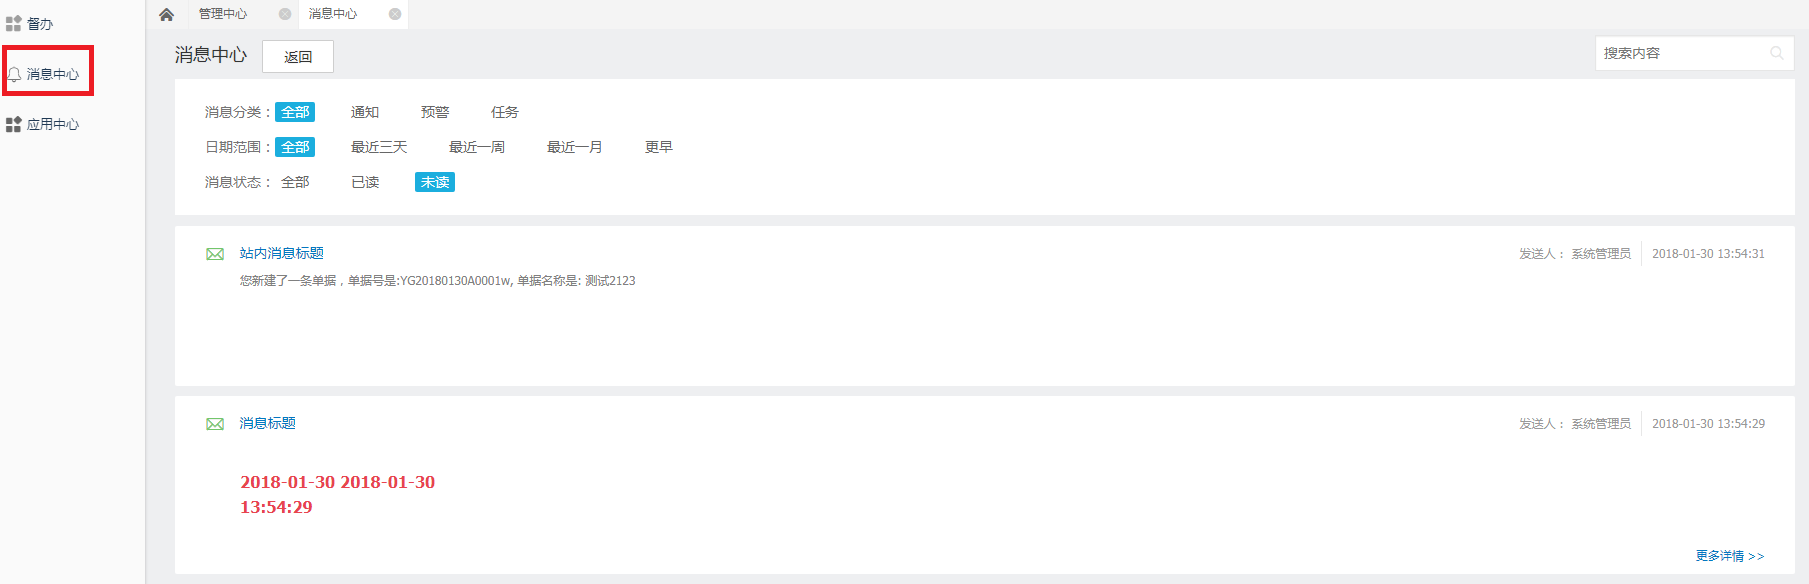 督办
消息中心
应用中心
管理中心
消息中心
消息中心
返回
搜索内容
消息分类： 全部 通知 预警 任务
日期范围： 全部 最近三天 最近一周 最近一月 更早
消息状态： 全部 已读 未读
站内消息标题
发送人： 系统管理员
2018-01-30 13:54:31
您新建了一条单据，单据号是:YG20180130A0001w, 单据名称是: 测试2123
消息标题
发送人： 系统管理员
2018-01-30 13:54:29
2018-01-30 2018-01-30
13:54:29
更多详情 >>